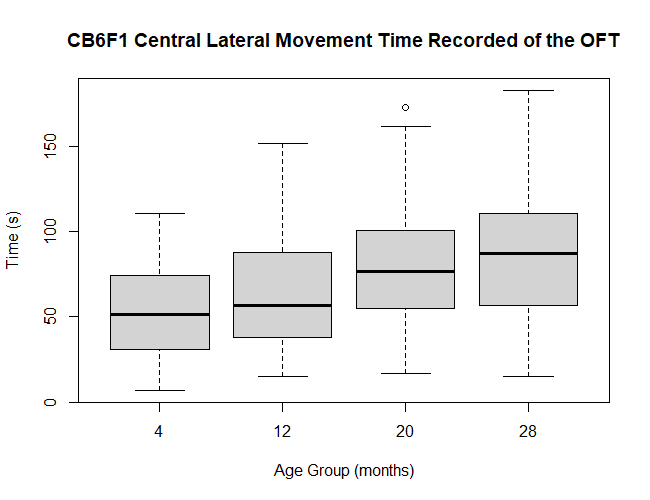 CB6F1 Central Lateral Movement Time Recorded of the OFT
Time (s)
150
100
50
0
4 12 20 28
Age Group (months)